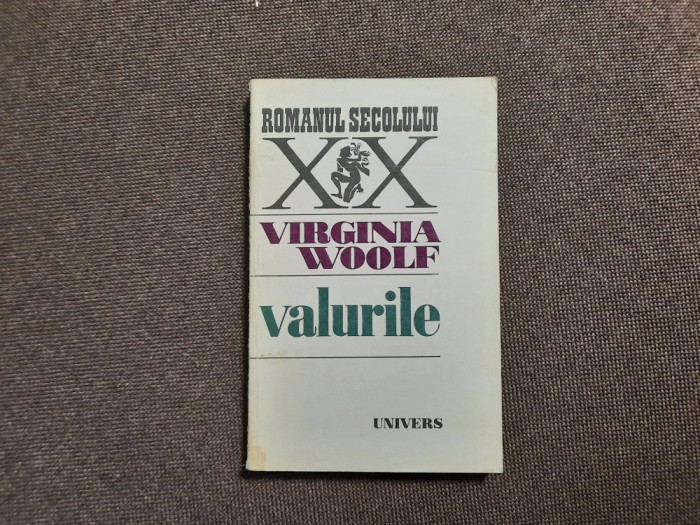 ROMANUL SECOLULUI
XX
VIRGINIA
WOOLF
valurile
UNIVERS